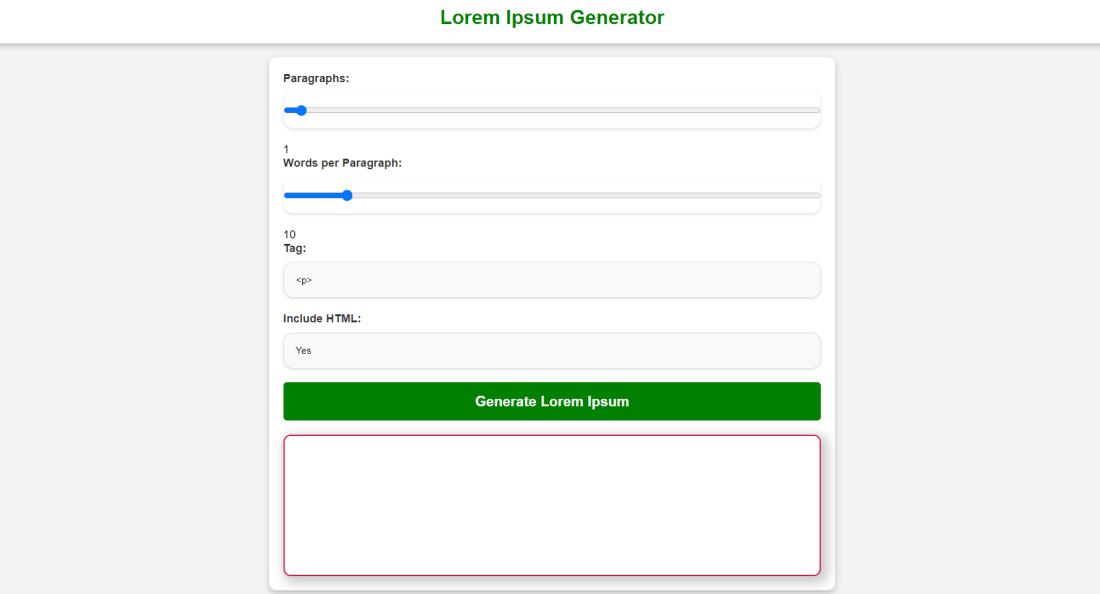 Lorem Ipsum Generator
Paragraphs:
1
Words per Paragraph:
10
Tag:
<p>
Include HTML:
Yes
Generate Lorem Ipsum